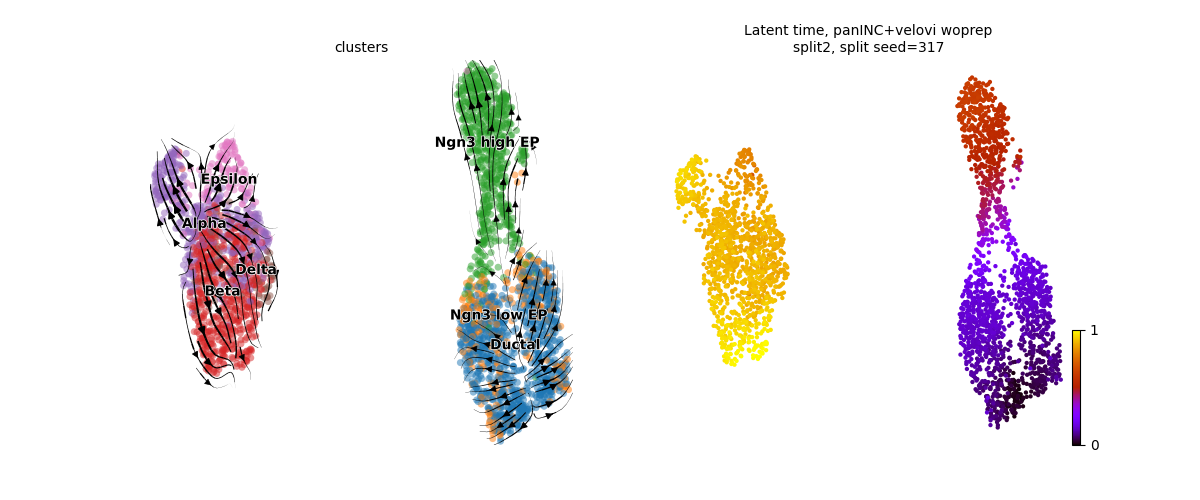 clusters
Latent time, panINC+velovi woprep
split2, split seed=317
Ngn3 high EP
Epsilon
Alpha
Delta
Beta
Ngn3 low EP
Ductal
1
0